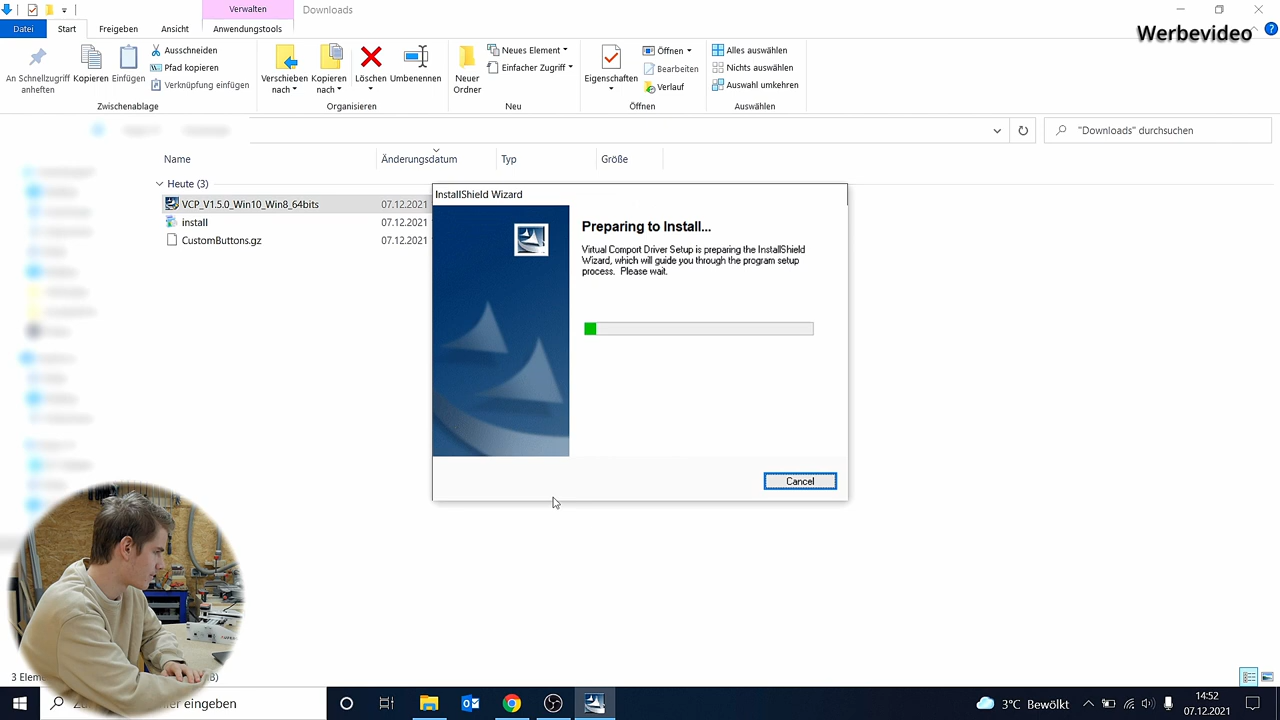 Verwalten
Downloads
Werbevideo
Datei
Start
Freigeben
Ansicht
Anwendungstools
An Schnellzugriff anheften
Kopieren
Einfügen
Ausschneiden
Pfad kopieren
Verknüpfung einfügen
Zwischenablage
Verschieben nach
Kopieren nach
Löschen
Umbenennen
Organisieren
Neuer Ordner
Neues Element
Einfacher Zugriff
Neu
Eigenschaften
Öffnen
Bearbeiten
Verlauf
Öffnen
Alles auswählen
Nichts auswählen
Auswahl umkehren
Auswählen
"Downloads" durchsuchen
Name
Änderungsdatum
Typ
Größe
Heute (3)
VCP_V1.5.0_Win10_Win8_64bits 07.12.2021
install 07.12.2021
CustomButtons.gz 07.12.2021
InstallShield Wizard
Preparing to Install...
Virtual Comport Driver Setup is preparing the InstallShield
Wizard, which will guide you through the program setup
process. Please wait.
Cancel
eingeben
3°C Bewölkt
14:52
07.12.2021